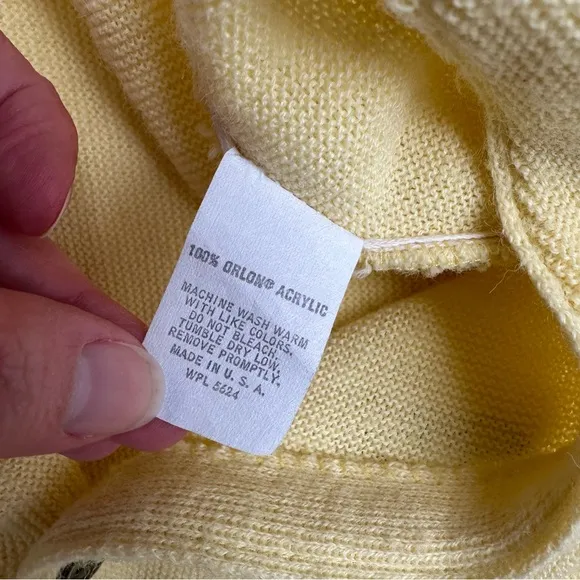 100% ORLON® ACRYLIC
MACHINE WASH WARM
WITH LIKE COLORS.
DO NOT BLEACH.
TUMBLE DRY LOW.
REMOVE PROMPTLY.
MADE IN U. S. A.
WPL 5624